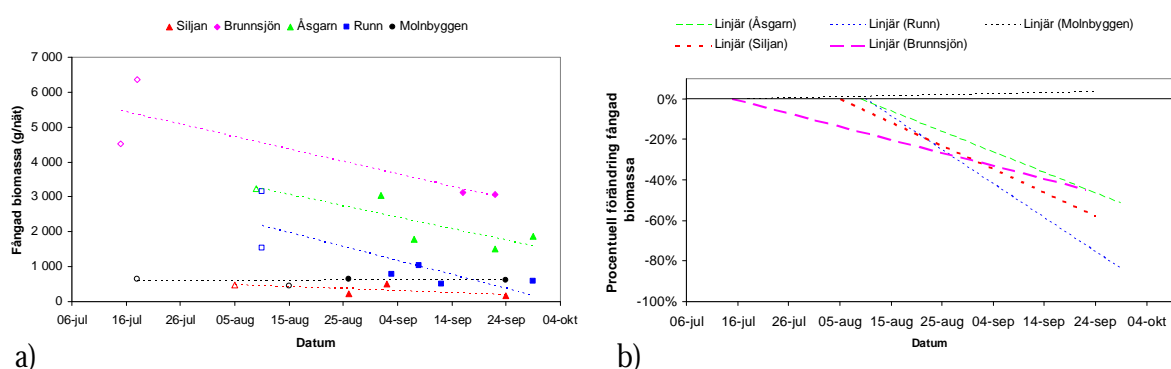 Siljan Brunnsjön Åsgarn Runn Molnbyggen
7 000
6 000
5 000
4 000
3 000
2 000
1 000
0
Fångad biomassa (g/nät)
06-jul 16-jul 26-jul 05-aug 15-aug 25-aug 04-sep 14-sep 24-sep 04-okt
Datum
a)
Linjär (Åsgarn) Linjär (Runn) Linjär (Molnbyggen)
Linjär (Siljan) Linjär (Brunnsjön)
0%
-20%
-40%
-60%
-80%
-100%
Procentuell förändring fångad
biomassa
06-jul 16-jul 26-jul 05-aug 15-aug 25-aug 04-sep 14-sep 24-sep 04-okt
Datum
b)